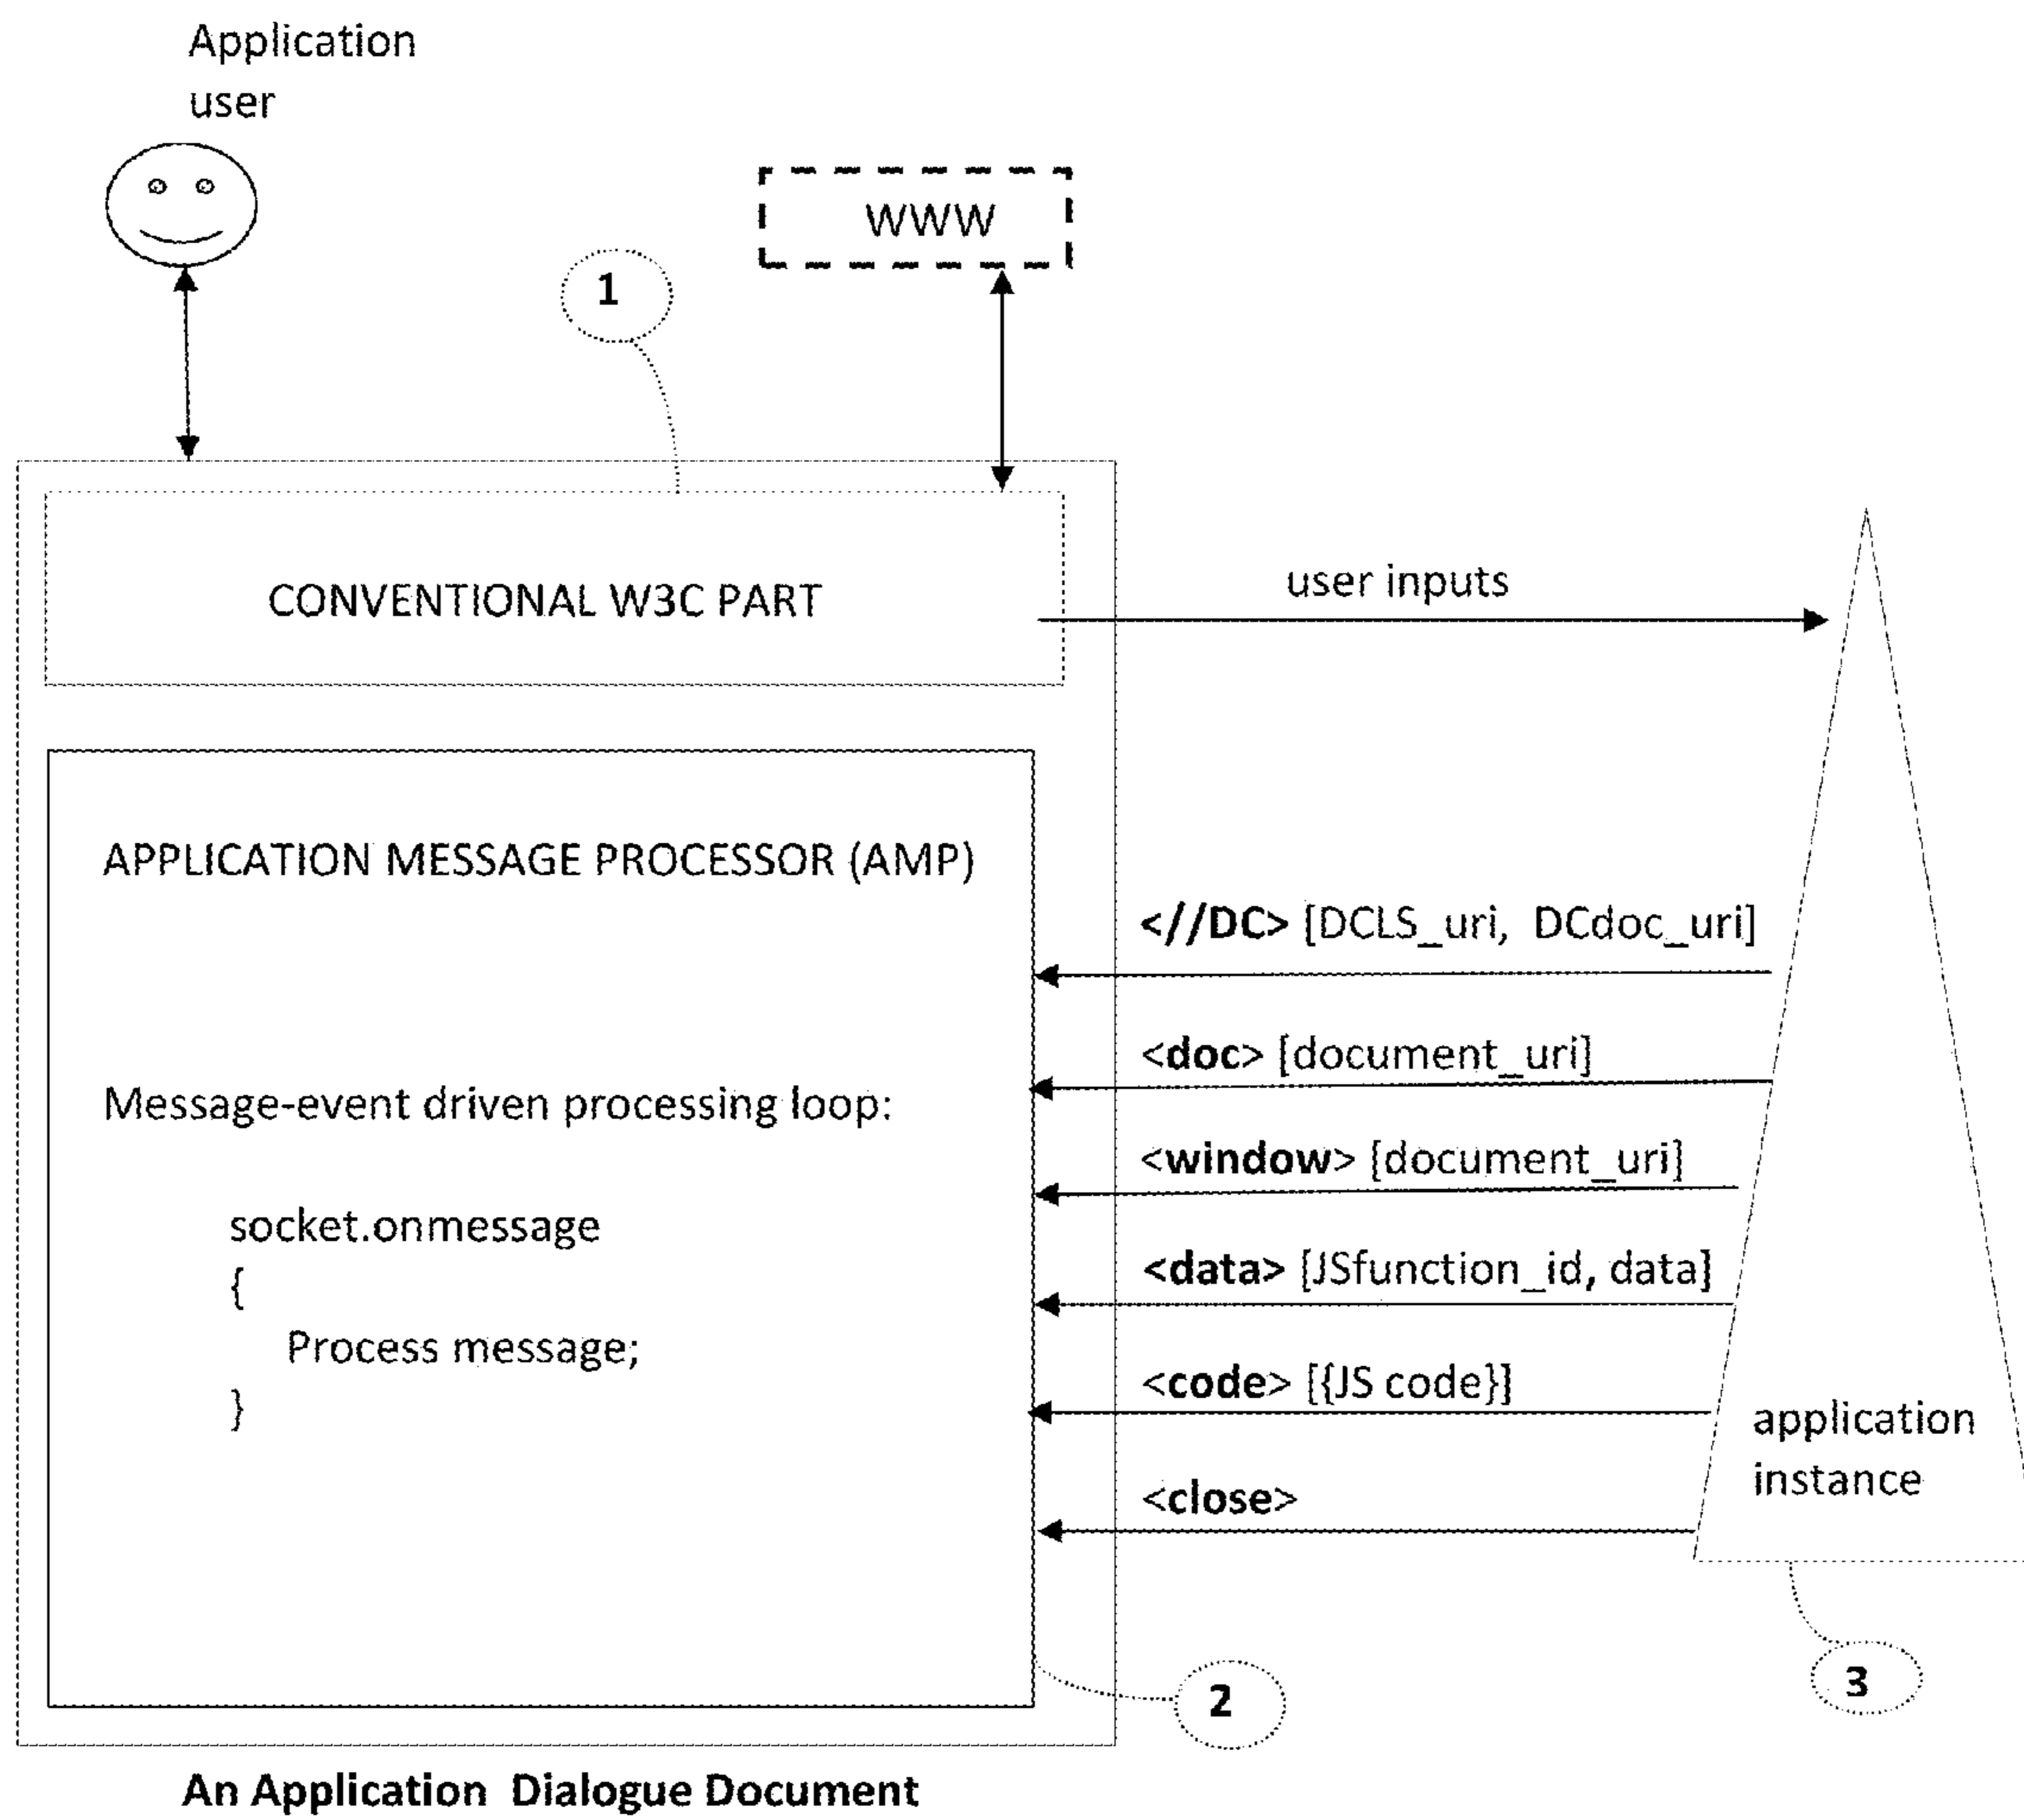 Application
user
WWW
1
CONVENTIONAL W3C PART
user inputs
APPLICATION MESSAGE PROCESSOR (AMP)
<//DC> [DCLS_uri, DCdoc_uri]
<doc> [document_uri]
Message-event driven processing loop:
<window> [document_uri]
socket.onmessage
{
<data> [JSfunction_id, data]
Process message;
<code> [{JS code}]
}
application
instance
<close>
2
3
An Application Dialogue Document